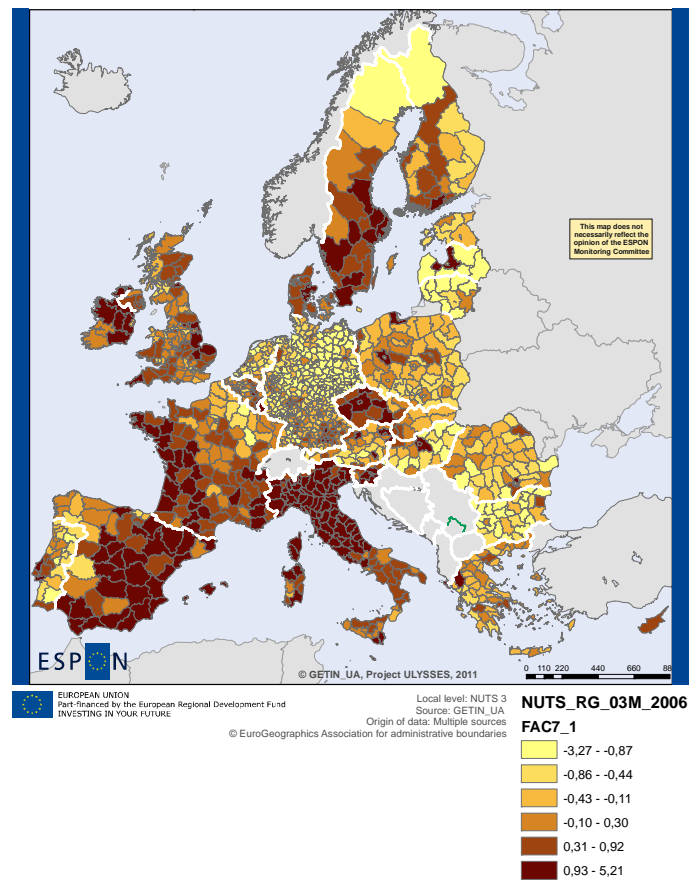 This map does not
necessarily reflect the
opinion of the ESPON
Monitoring Committee
ESPON
© GETIN_UA, Project ULYSSES, 2011
0 110 220 440 660 88
EUROPEAN UNION
Part-financed by the European Regional Development Fund
INVESTING IN YOUR FUTURE
Local level: NUTS 3
Source: GETIN_UA
Origin of data: Multiple sources
© EuroGeographics Association for administrative boundaries
NUTS_RG_03M_2006
FAC7_1
-3,27 - -0,87
-0,86 - -0,44
-0,43 - -0,11
-0,10 - 0,30
0,31 - 0,92
0,93 - 5,21